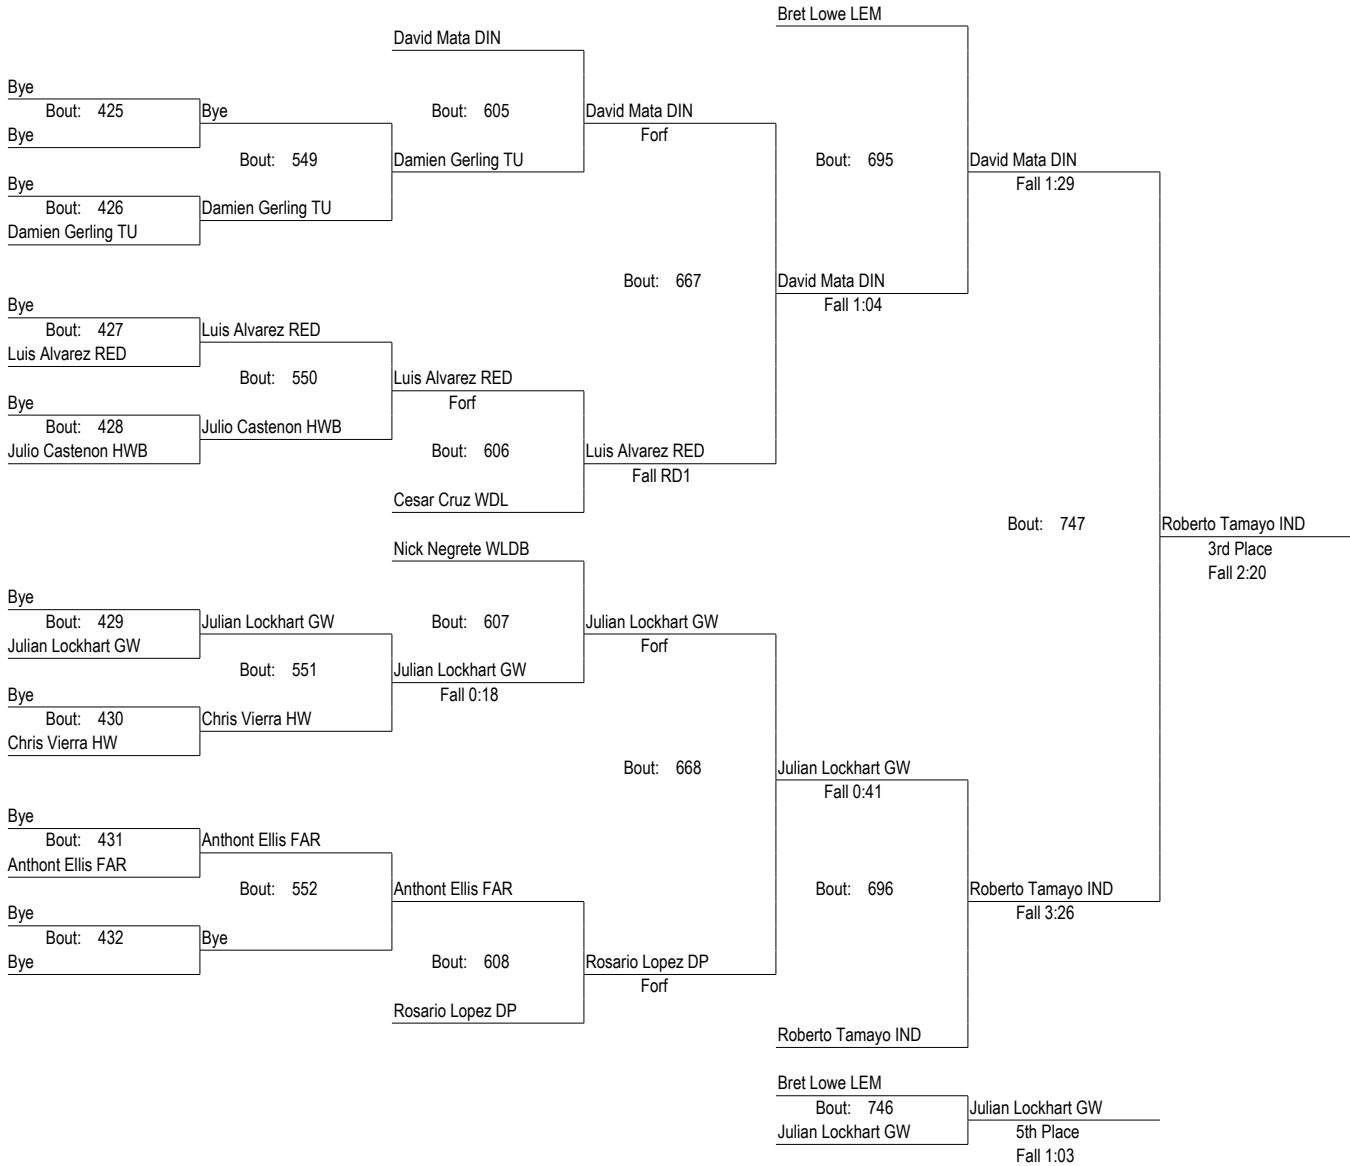 Bret Lowe LEM
David Mata DIN
Bye
Bout: 425
Bye
Bout: 605
David Mata DIN
Bye
Forf
Bout: 549
Damien Gerling TU
Bout: 695
David Mata DIN
Bye
Fall 1:29
Bout: 426
Damien Gerling TU
Damien Gerling TU
Bout: 667
David Mata DIN
Bye
Fall 1:04
Bout: 427
Luis Alvarez RED
Luis Alvarez RED
Bout: 550
Luis Alvarez RED
Bye
Forf
Bout: 428
Julio Castenon HWB
Julio Castenon HWB
Bout: 606
Luis Alvarez RED
Fall RD1
Cesar Cruz WDL
Bout: 747
Roberto Tamayo IND
Nick Negrete WLDB
3rd Place
Fall 2:20
Bye
Bout: 429
Julian Lockhart GW
Bout: 607
Julian Lockhart GW
Julian Lockhart GW
Forf
Bout: 551
Julian Lockhart GW
Bye
Fall 0:18
Bout: 430
Chris Vierra HW
Chris Vierra HW
Bout: 668
Julian Lockhart GW
Fall 0:41
Bye
Bout: 431
Anthont Ellis FAR
Anthont Ellis FAR
Bout: 552
Anthont Ellis FAR
Bout: 696
Roberto Tamayo IND
Bye
Fall 3:26
Bout: 432
Bye
Bye
Bout: 608
Rosario Lopez DP
Forf
Rosario Lopez DP
Roberto Tamayo IND
Bret Lowe LEM
Bout: 746
Julian Lockhart GW
Julian Lockhart GW
5th Place
Fall 1:03